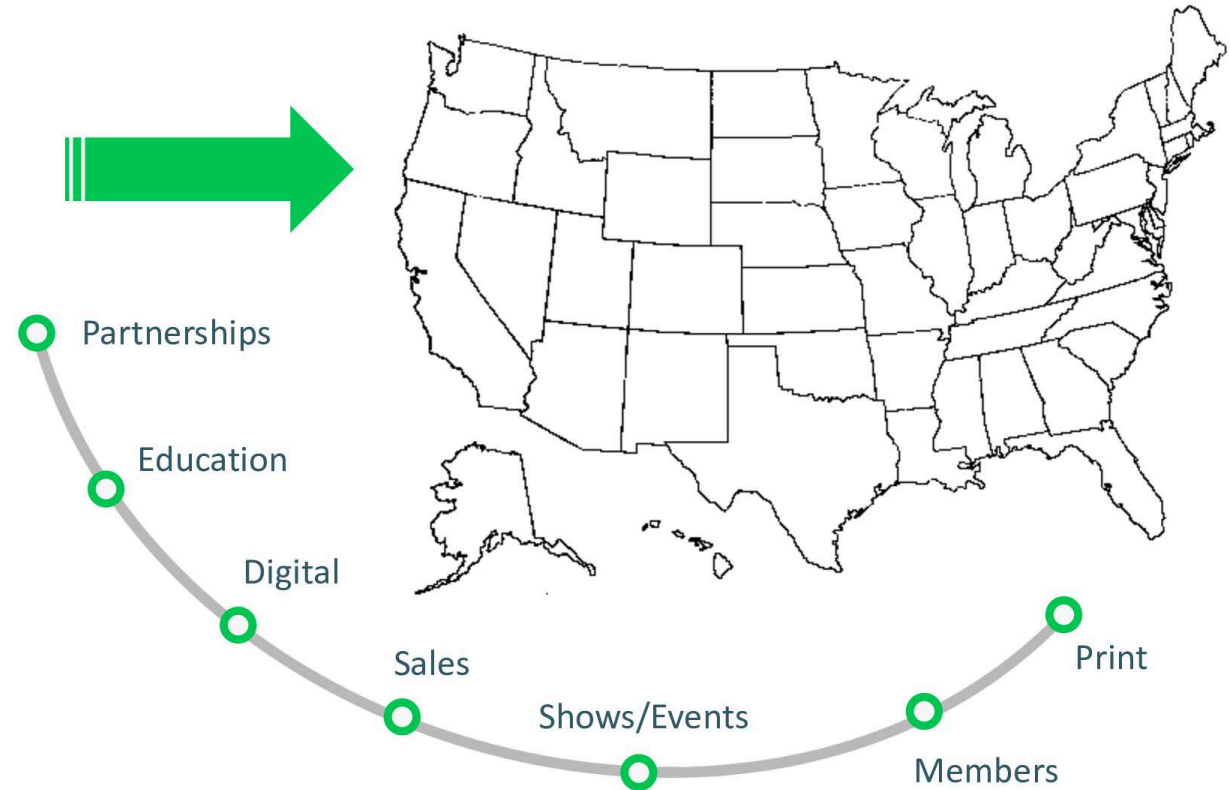 Partnerships
Education
Digital
Sales
Shows/Events
Members
Print